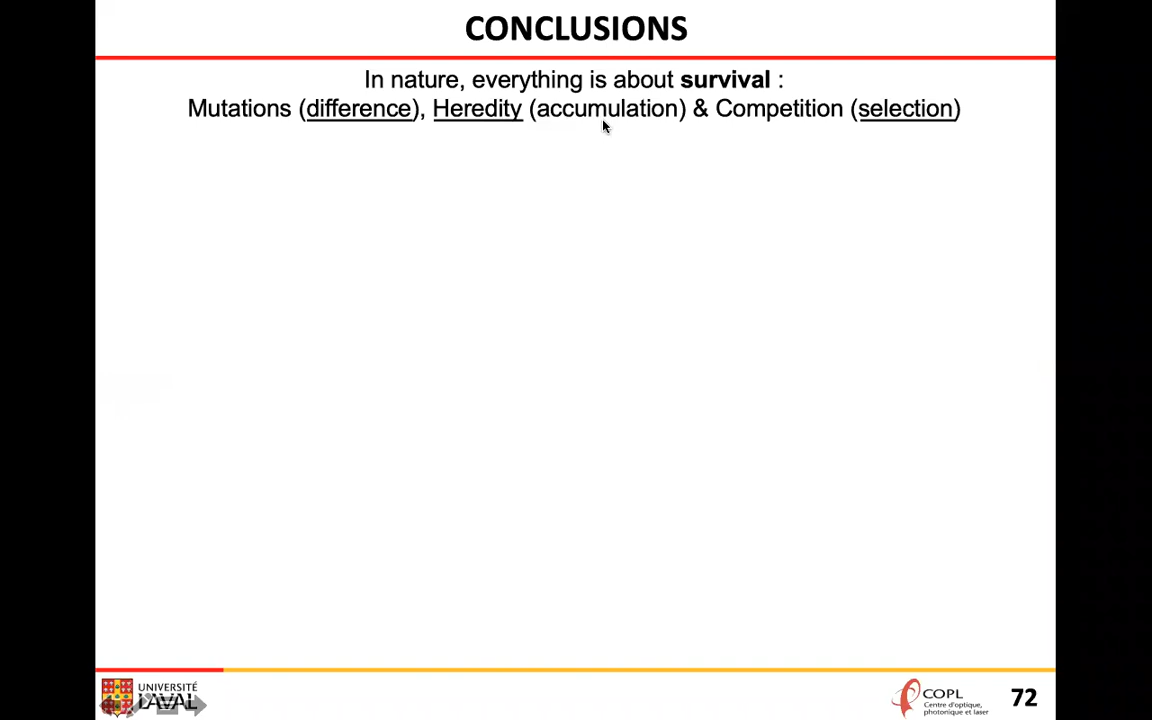 CONCLUSIONS
In nature, everything is about survival :
Mutations (difference), Heredity (accumulation) & Competition (selection)
UNIVERSITÉ
LAVAL
COPL
Centre d'optique,
photonique et laser
72